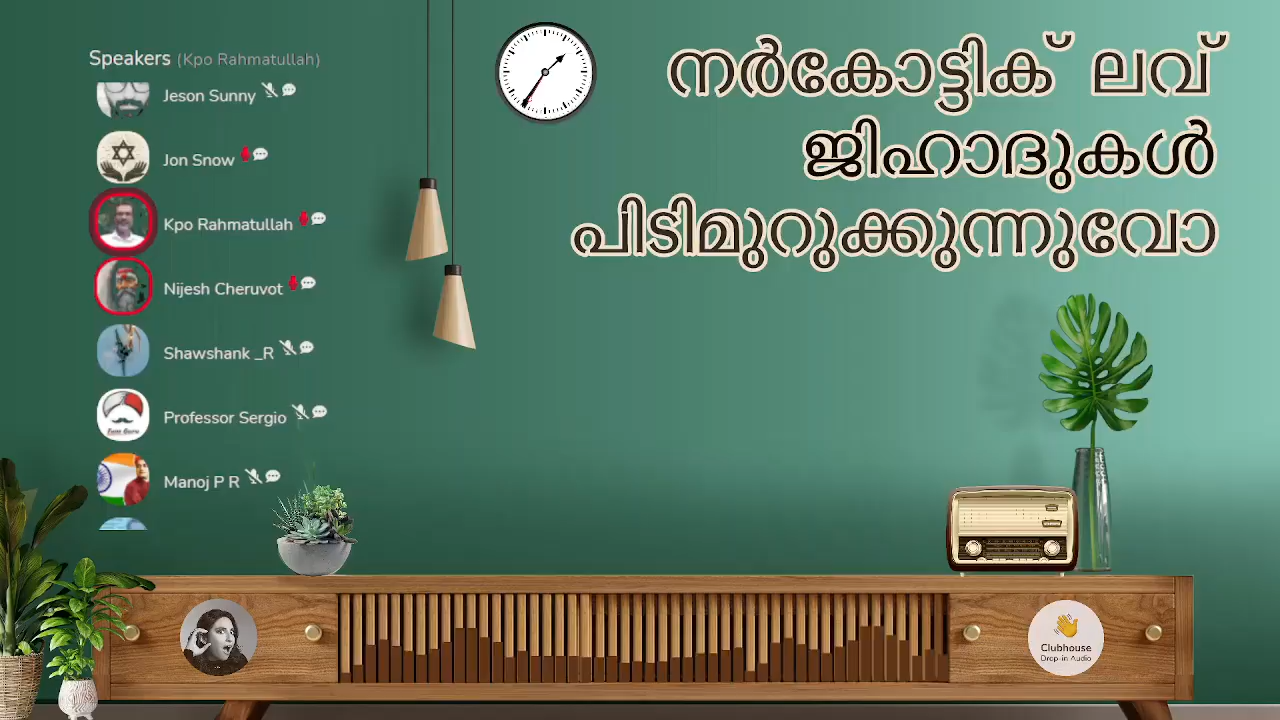 Speakers (Kpo Rahmatullah)
Jeson Sunny
Jon Snow
Kpo Rahmatullah
Nijesh Cheruvot
Shawshank _R
Professor Sergio
Manoj P R
നർകോട്ടിക് ലവ്
ജിഹാദുകൾ
പിടിമുറുക്കുന്നുവോ
Clubhouse
Drop-in Audio